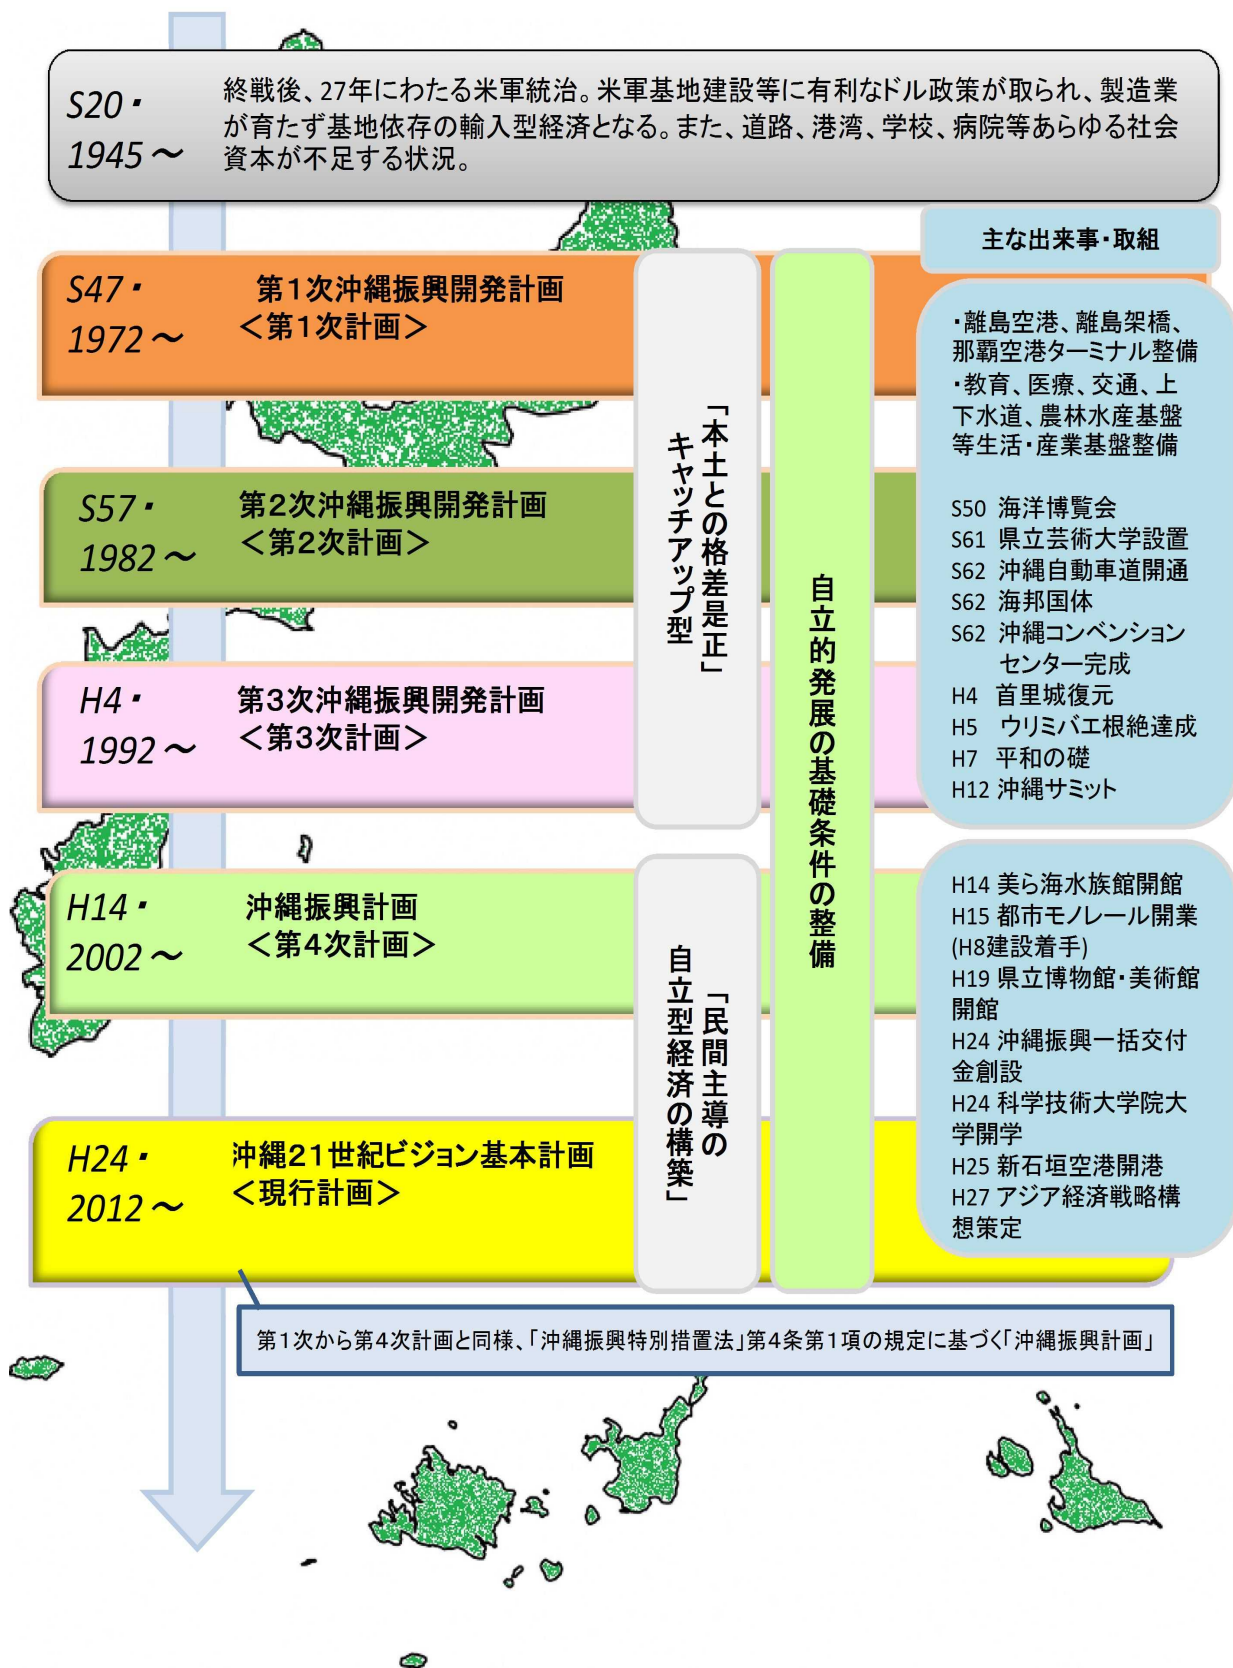 S20・
1945～
終戦後、27年にわたる米軍統治。米軍基地建設等に有利なドル政策が取られ、製造業
が育たず基地依存の輸入型経済となる。また、道路、港湾、学校、病院等あらゆる社会
資本が不足する状況。
主な出来事・取組
S47・
1972～
第1次沖縄振興開発計画
＜第1次計画＞
S57・
1982～
第2次沖縄振興開発計画
＜第2次計画＞
H4・
1992～
第3次沖縄振興開発計画
＜第3次計画＞
H14・
2002～
沖縄振興計画
＜第4次計画＞
H24・
2012～
沖縄21世紀ビジョン基本計画
＜現行計画＞
「本土との格差是正」
キャッチアップ型
「民間主導の
自立型経済の構築」
自立的発展の基礎条件の整備
・離島空港、離島架橋、
那覇空港ターミナル整備
・教育、医療、交通、上
下水道、農林水産基盤
等生活・産業基盤整備
S50 海洋博覧会
S61 県立芸術大学設置
S62 沖縄自動車道開通
S62 海邦国体
S62 沖縄コンベンション
センター完成
H4 首里城復元
H5 ウリミバエ根絶達成
H7 平和の礎
H12 沖縄サミット
H14 美ら海水族館開館
H15 都市モノレール開業
(H8建設着手)
H19 県立博物館・美術館
開館
H24 沖縄振興一括交付
金創設
H24 科学技術大学院大
学開学
H25 新石垣空港開港
H27 アジア経済戦略構
想策定
第1次から第4次計画と同様、「沖縄振興特別措置法」第4条第1項の規定に基づく「沖縄振興計画」